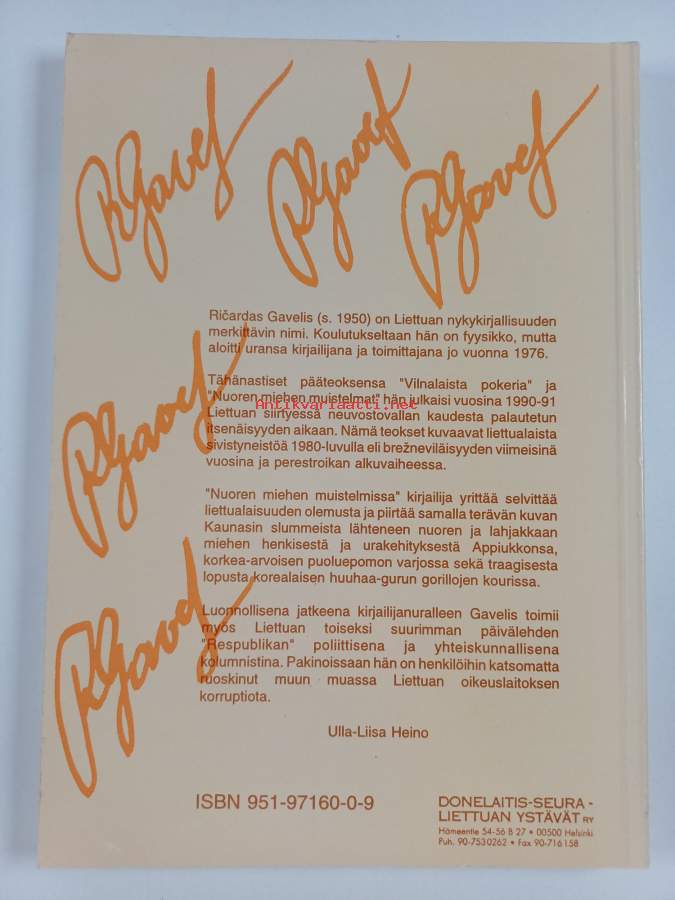 RGavel
RGavel
RGavel
Ričardas Gavelis (s. 1950) on Liettuan nykykirjallisuuden
merkittävin nimi. Koulutukseltaan hän on fyysikko, mutta
aloitti uransa kirjailijana ja toimittajana jo vuonna 1976.
RGavel
Tähänastiset pääteoksensa "Vilnalaista pokeria" ja
"Nuoren miehen muistelmat" hän julkaisi vuosina 1990-91
Antikvariaatti.net
Liettuan siirtyessä neuvostovallan kaudesta palautetun
itsenäisyyden aikaan. Nämä teokset kuvaavat liettualaista
sivistyneistöä 1980-luvulla eli brežneviläisyyden viimeisinä
vuosina ja perestroikan alkuvaiheessa.
"Nuoren miehen muistelmissa" kirjailija yrittää selvittää
liettualaisuuden olemusta ja piirtää samalla terävän kuvan
Kaunasin slummeista lähteneen nuoren ja lahjakkaan
miehen henkisestä ja urakehityksestä Appiukkonsa,
korkea-arvoisen puoluepomon varjossa sekä traagisesta
lopusta korealaisen huuhaa-gurun gorillojen kourissa.
RGavel
Luonnollisena jatkeena kirjailijanuralleen Gavelis toimii
myös Liettuan toiseksi suurimman päivälehden
"Respublikan" poliittisena ja yhteiskunnallisena
kolumnistina. Pakinoissaan hän on henkilöihin katsomatta
ruoskinut muun muassa Liettuan oikeuslaitoksen
korruptiota.
Ulla-Liisa Heino
ISBN 951-97160-0-9
DONELAITIS-SEURA -
LIETTUAN YSTÄVÄT RY
Hämeentie 54-56 B 27 • 00500 Helsinki
Puh. 90-7530262 • Fax 90-716158